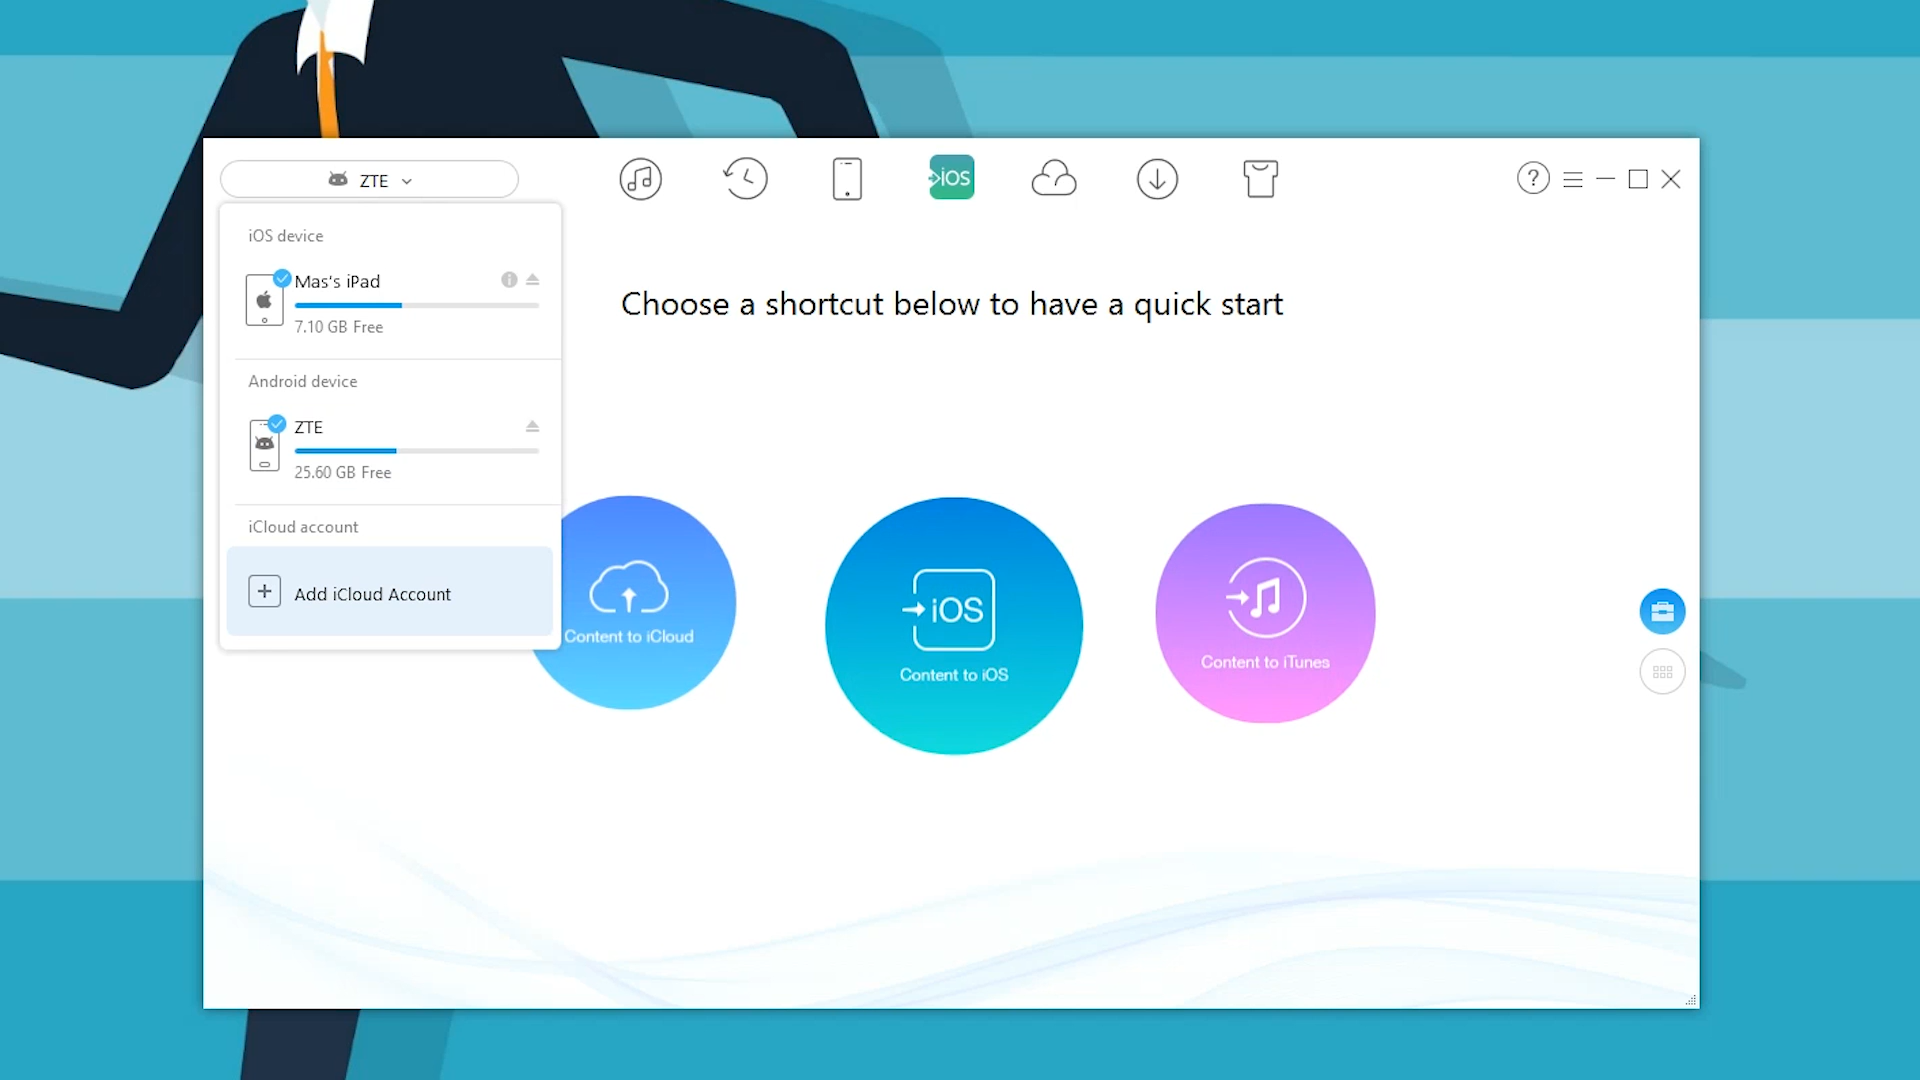 ZTE
iOS
?
iOS device
Mas's iPad
7.10 GB Free
Android device
ZTE
25.60 GB Free
iCloud account
Add iCloud Account
Choose a shortcut below to have a quick start
Content to iCloud
iOS
Content to iOS
Content to iTunes